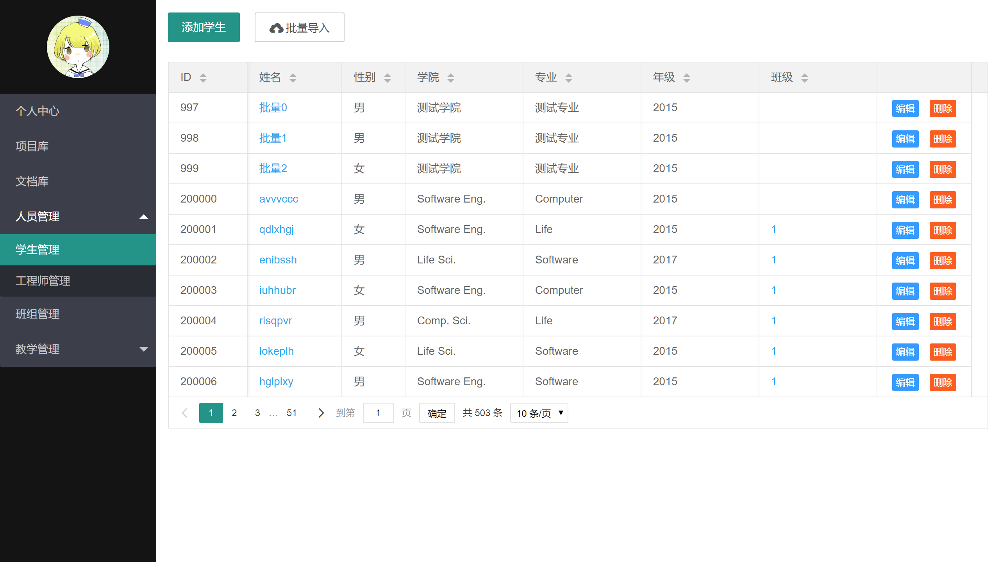 添加学生 批量导入
个人中心
项目库
文档库
人员管理
学生管理
工程师管理
班组管理
教学管理
ID 姓名 性别 学院 专业 年级 班级
997 批量0 男 测试学院 测试专业 2015 编辑 删除
998 批量1 男 测试学院 测试专业 2015 编辑 删除
999 批量2 女 测试学院 测试专业 2015 编辑 删除
200000 avvvccc 男 Software Eng. Computer 2015 编辑 删除
200001 qdlxhgj 女 Software Eng. Life 2015 1 编辑 删除
200002 enibssh 男 Life Sci. Software 2017 1 编辑 删除
200003 iuhhubr 女 Software Eng. Computer 2015 1 编辑 删除
200004 risqpvr 男 Comp. Sci. Life 2017 1 编辑 删除
200005 lokeplh 女 Life Sci. Software 2015 1 编辑 删除
200006 hglplxy 男 Software Eng. Software 2015 1 编辑 删除
1 2 3 … 51 到第 1 页 确定 共 503 条 10 条/页